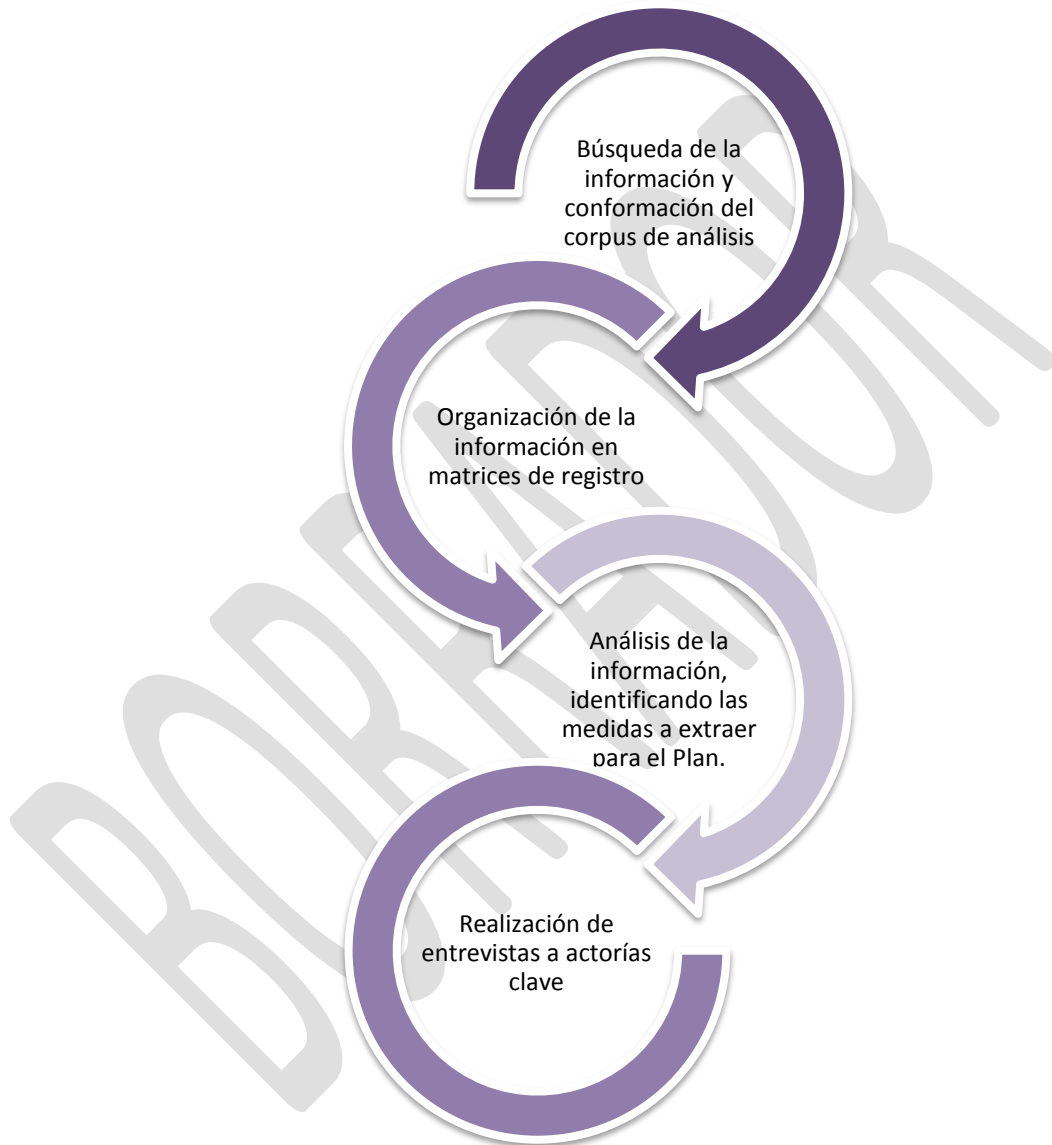 Búsqueda de la
información y
conformación del
corpus de análisis
Organización de la
información en
matrices de registro
Análisis de la
información,
identificando las
medidas a extraer
para el Plan.
Realización de
entrevistas a actorías
clave
BORRADOR